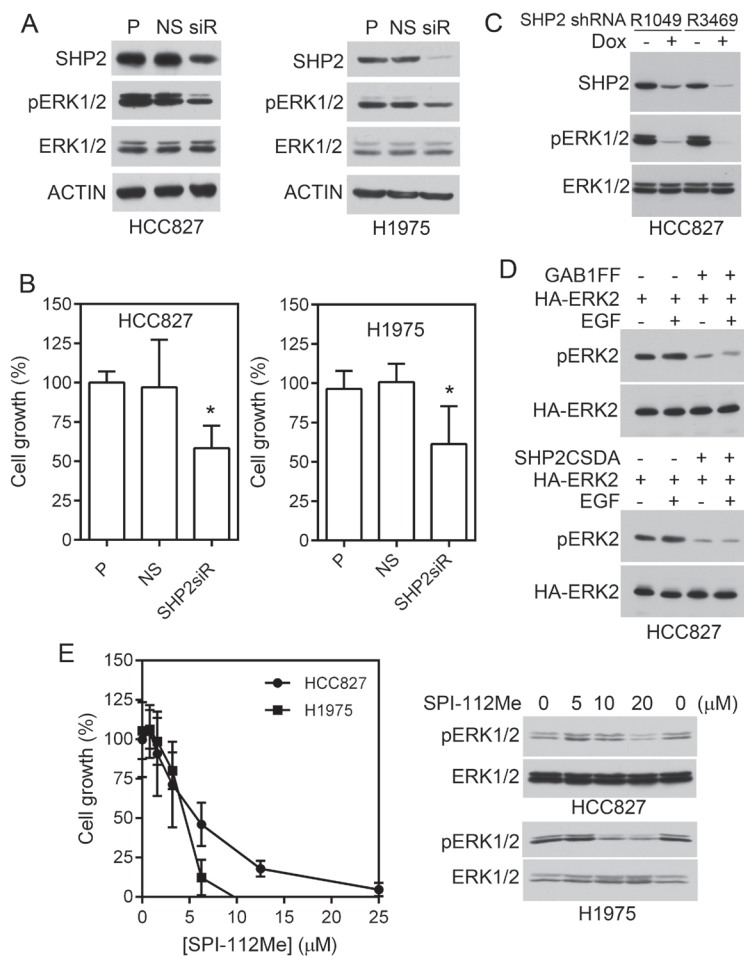 A
P NS siR
SHP2
pERK1/2
ERK1/2
ACTIN
HCC827
P NS siR
SHP2
pERK1/2
ERK1/2
ACTIN
H1975
C
SHP2 shRNA R1049 R3469
Dox - + - +
SHP2
pERK1/2
ERK1/2
HCC827
B
HCC827
Cell growth (%)
150
125
100
75
50
25
0
P NS SHP2siR
*
H1975
Cell growth (%)
150
125
100
75
50
25
0
P NS SHP2siR
*
D
GAB1FF - - + +
HA-ERK2 + + + +
EGF - + - +
pERK2
HA-ERK2
SHP2CSDA - - + +
HA-ERK2 + + + +
EGF - + - +
pERK2
HA-ERK2
HCC827
E
Cell growth (%)
150
125
100
75
50
25
0
HCC827
H1975
0 5 10 15 20 25
[SPI-112Me] (μM)
SPI-112Me 0 5 10 20 0 (μM)
pERK1/2
ERK1/2
HCC827
pERK1/2
ERK1/2
H1975